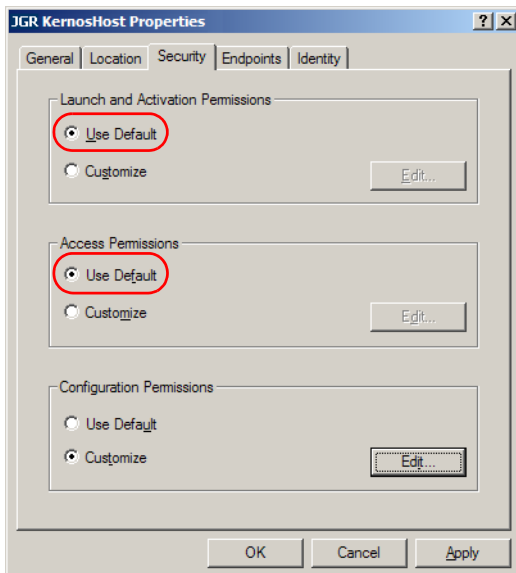 JGR KernosHost Properties
General Location Security Endpoints Identity
Launch and Activation Permissions
Use Default
Customize
Edit...
Access Permissions
Use Default
Customize
Edit...
Configuration Permissions
Use Default
Customize
Edit...
OK Cancel Apply